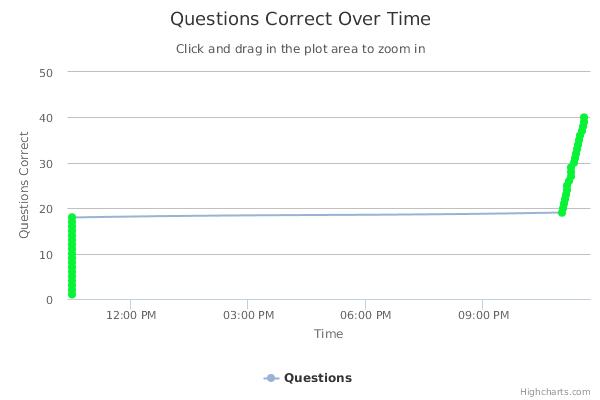 Questions Correct Over Time
Click and drag in the plot area to zoom in
Questions Correct
50
40
30
20
10
0
12:00 PM 03:00 PM 06:00 PM 09:00 PM
Time
Questions
Highcharts.com